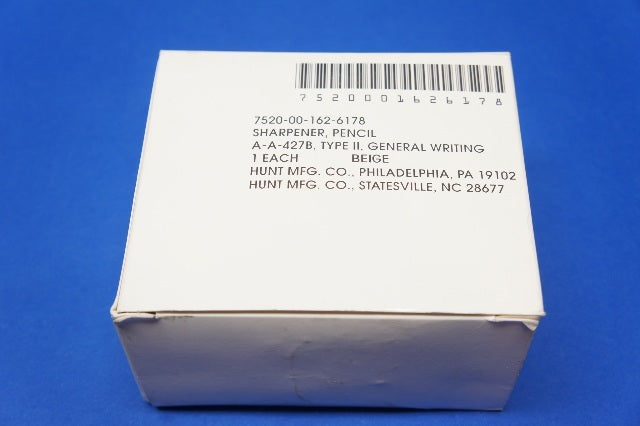 7520001626178
7520-00-162-6178
SHARPENER, PENCIL
A-A-427B, TYPE II, GENERAL WRITING
1 EACH BEIGE
HUNT MFG. CO., PHILADELPHIA, PA 19102
HUNT MFG. CO., STATESVILLE, NC 28677